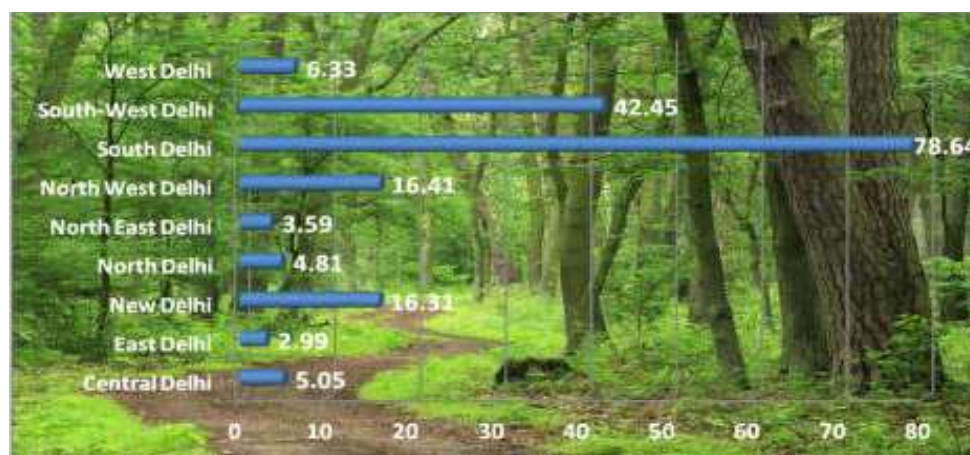 West Delhi 6.33
South-West Delhi 42.45
South Delhi 78.64
North West Delhi 16.41
North East Delhi 3.59
North Delhi 4.81
New Delhi 16.31
East Delhi 2.99
Central Delhi 5.05
0 10 20 30 40 50 60 70 80